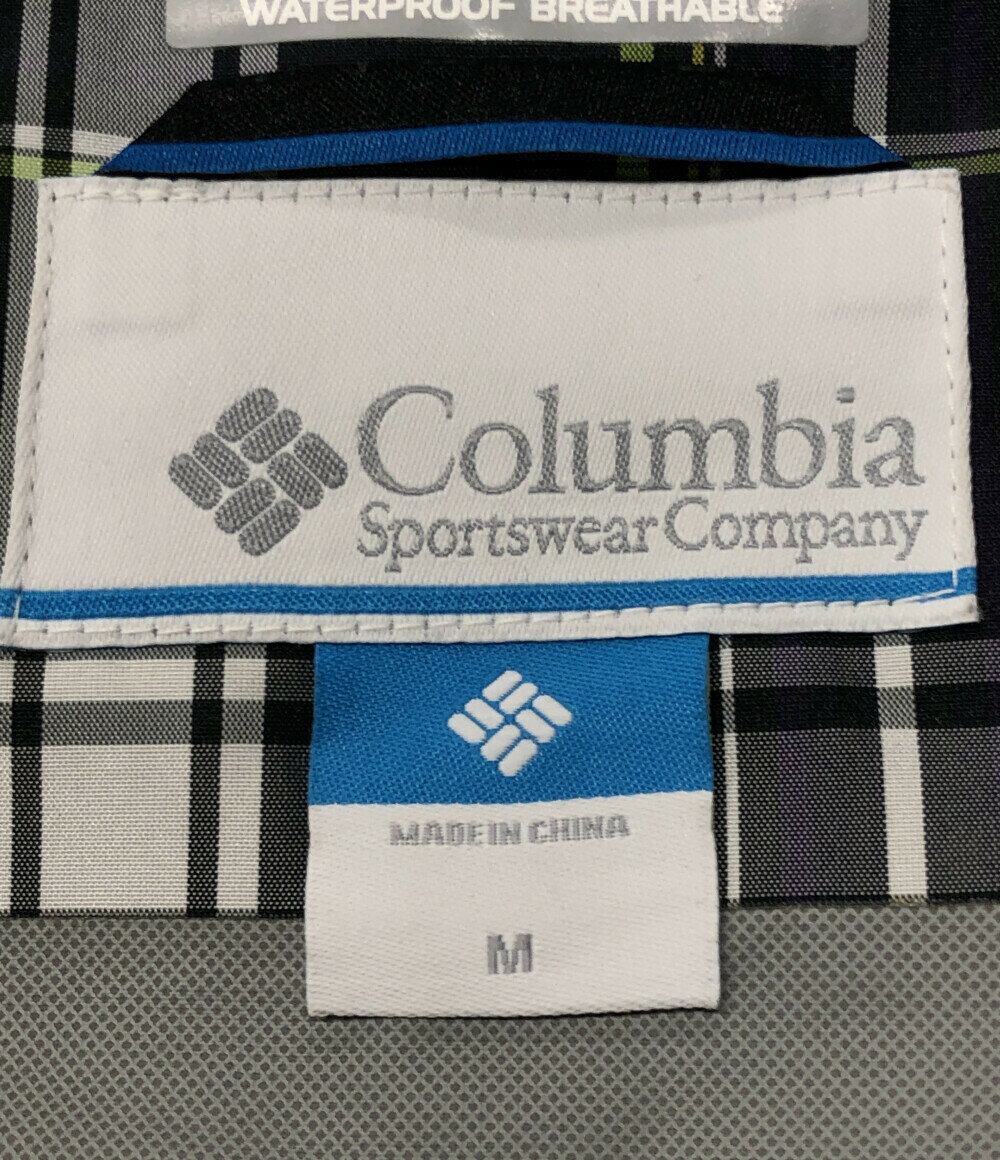 WATERPROOF BREATHABLE
Columbia
Sportswear Company
MADE IN CHINA
M